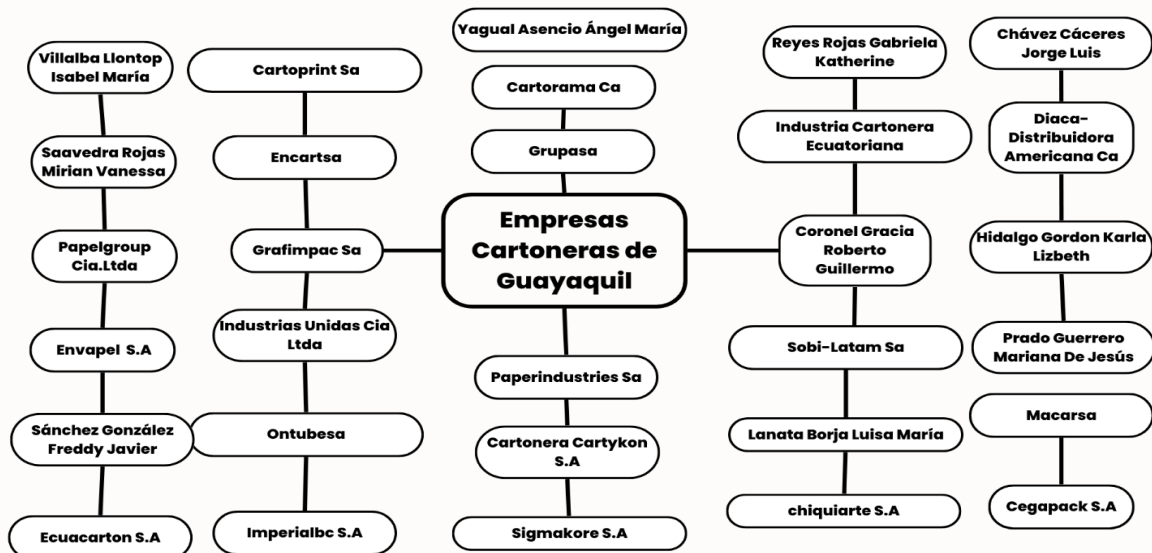 Villalba Llontop
Isabel María
Saavedra Rojas
Mirian Vanessa
Papelgroup
Cia.Ltda
Envapel S.A
Sánchez González
Freddy Javier
Ecuacarton S.A
Cartoprint Sa
Encartsa
Grafimpac Sa
Industrias Unidas Cia
Ltda
Ontubesa
Imperialbc S.A
Yagual Asencio Ángel María
Cartorama Ca
Grupasa
Empresas
Cartoneras de
Guayaquil
Paperindustries Sa
Cartonera Cartykon
S.A
Sigmakore S.A
Reyes Rojas Gabriela
Katherine
Industria Cartonera
Ecuatoriana
Coronel Gracia
Roberto
Guillermo
Sobi-Latam Sa
Lanata Borja Luisa María
chiquiarte S.A
Chávez Cáceres
Jorge Luis
Diaca-
Distribuidora
Americana Ca
Hidalgo Gordon Karla
Lizbeth
Prado Guerrero
Mariana De Jesús
Macarsa
Cegapack S.A